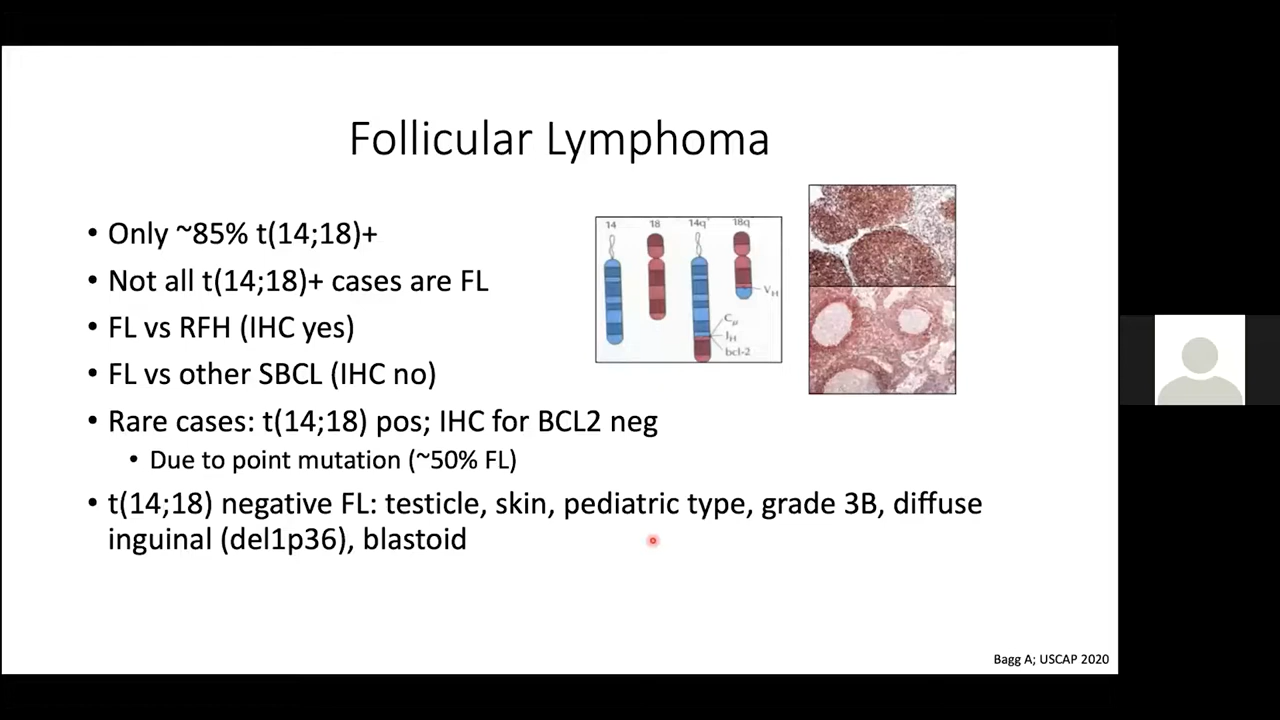 Follicular Lymphoma
• Only ~85% t(14;18)+
• Not all t(14;18)+ cases are FL
• FL vs RFH (IHC yes)
• FL vs other SBCL (IHC no)
• Rare cases: t(14;18) pos; IHC for BCL2 neg
• Due to point mutation (~50% FL)
• t(14;18) negative FL: testicle, skin, pediatric type, grade 3B, diffuse
inguinal (del1p36), blastoid
14 18 14q+ 18q
VH
Cμ
bcl-2
Bagg A; USCAP 2020